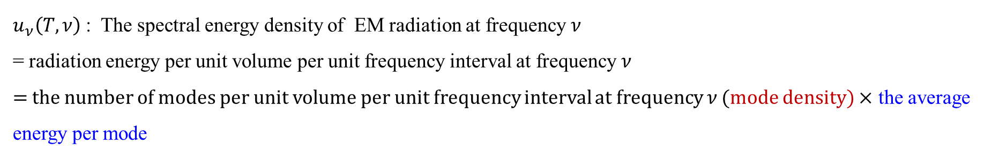 u_ν(T, ν) : The spectral energy density of EM radiation at frequency ν
= radiation energy per unit volume per unit frequency interval at frequency ν
= the number of modes per unit volume per unit frequency interval at frequency ν (mode density) × the average
energy per mode